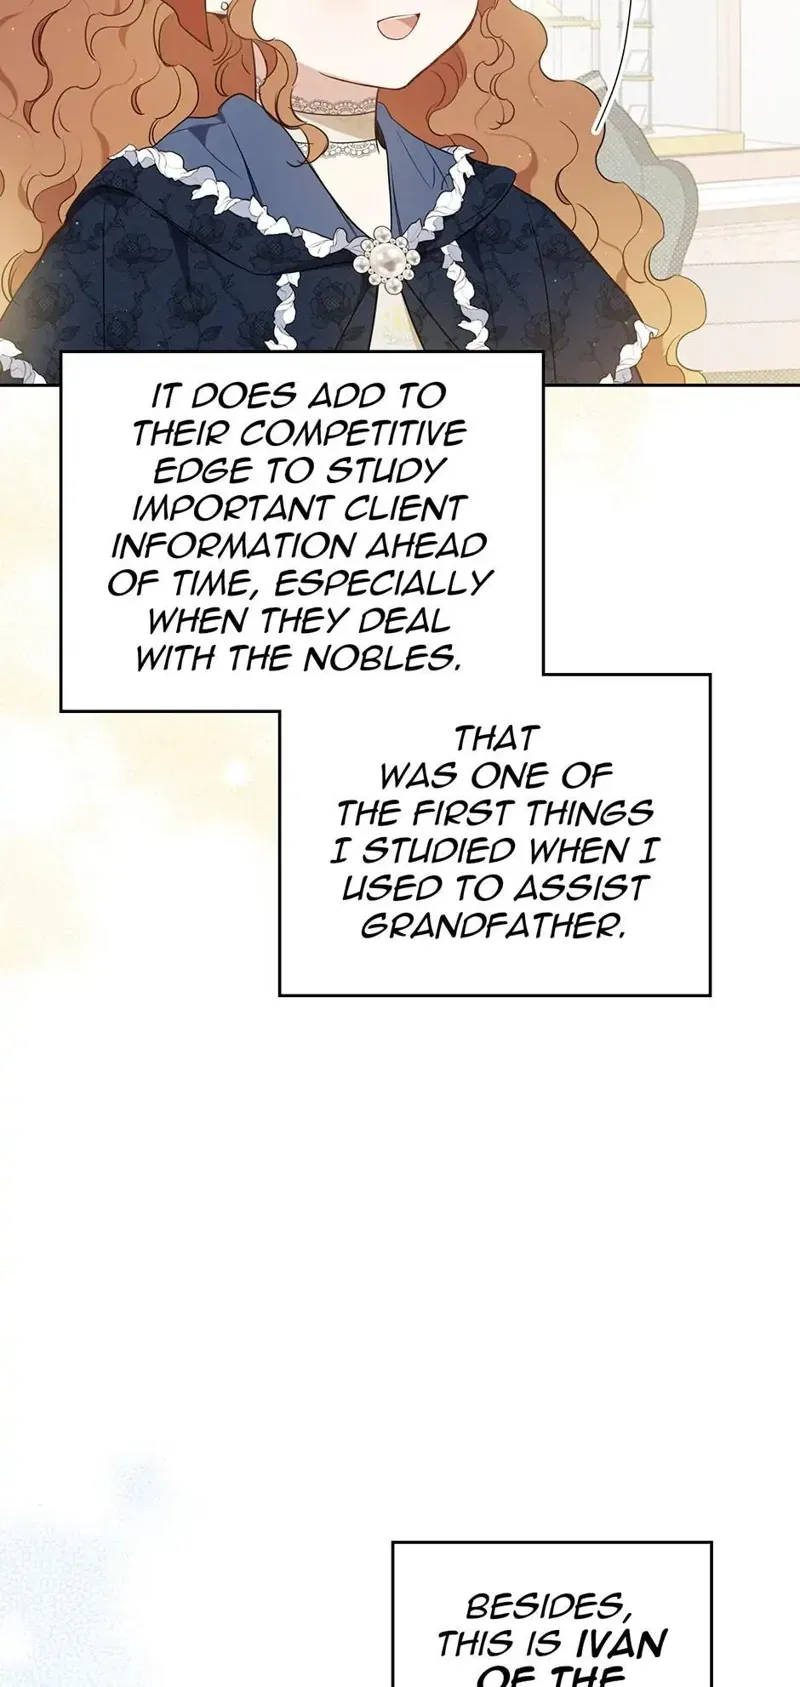 IT DOES ADD TO
THEIR COMPETITIVE
EDGE TO STUDY
IMPORTANT CLIENT
INFORMATION AHEAD
OF TIME, ESPECIALLY
WHEN THEY DEAL
WITH THE NOBLES.
THAT
WAS ONE OF
THE FIRST THINGS
I STUDIED WHEN I
USED TO ASSIST
GRANDFATHER.
BESIDES,
THIS IS IVAN
OF THE